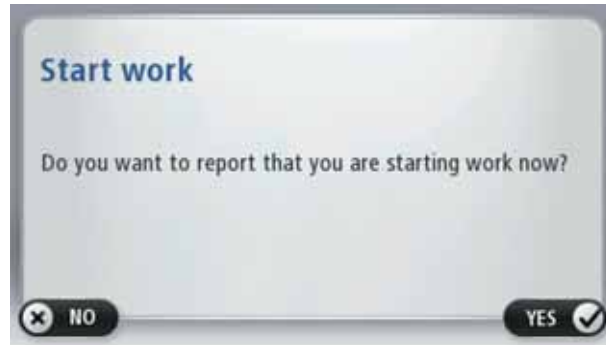 Start work
Do you want to report that you are starting work now?
NO
YES